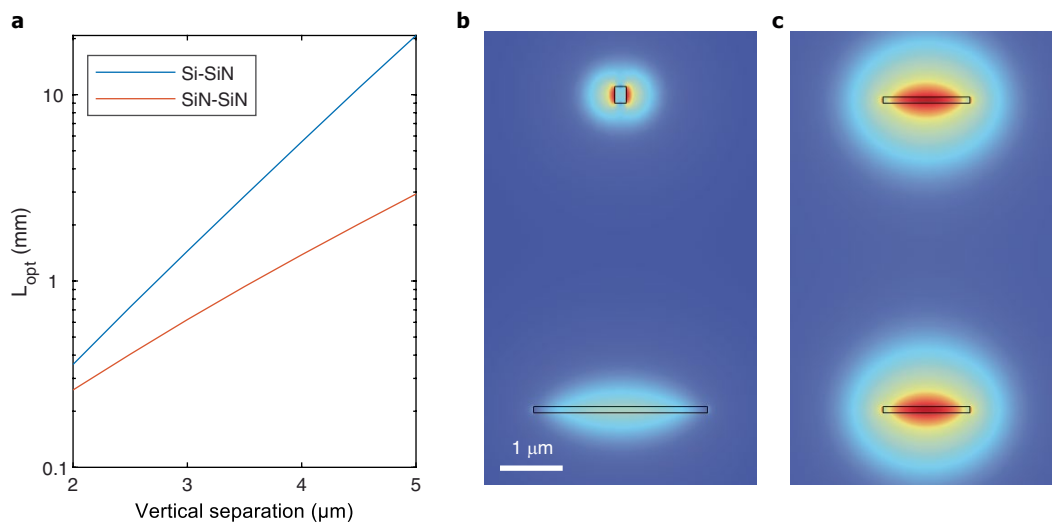 a
b
c
Si-SiN
SiN-SiN
10
1
0.1
L_opt (mm)
2
3
4
5
Vertical separation (μm)
1 μm